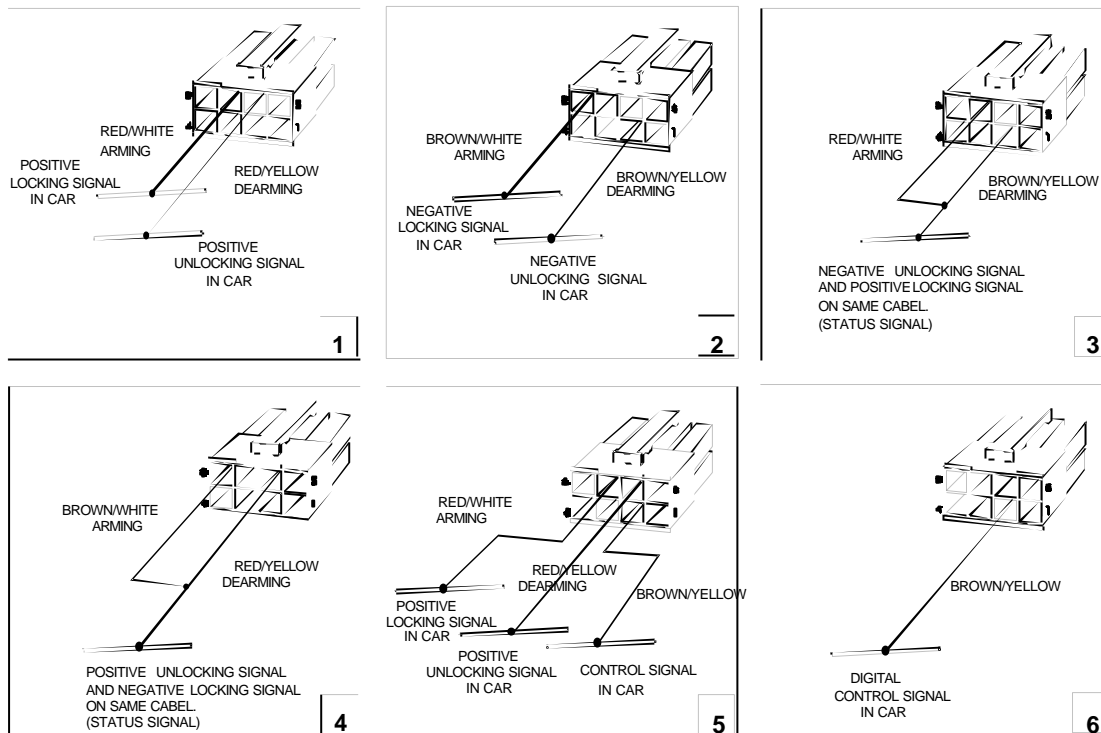 RED/WHITE
ARMING
POSITIVE
LOCKING SIGNAL
IN CAR
RED/YELLOW
DEARMING
POSITIVE
UNLOCKING SIGNAL
IN CAR
1
BROWN/WHITE
ARMING
BROWN/YELLOW
DEARMING
NEGATIVE
LOCKING SIGNAL
IN CAR
NEGATIVE
UNLOCKING SIGNAL
IN CAR
2
RED/WHITE
ARMING
BROWN/YELLOW
DEARMING
NEGATIVE UNLOCKING SIGNAL
AND POSITIVE LOCKING SIGNAL
ON SAME CABEL.
(STATUS SIGNAL)
3
BROWN/WHITE
ARMING
RED/YELLOW
DEARMING
POSITIVE UNLOCKING SIGNAL
AND NEGATIVE LOCKING SIGNAL
ON SAME CABEL.
(STATUS SIGNAL)
4
RED/WHITE
ARMING
RED/YELLOW
DEARMING
BROWN/YELLOW
POSITIVE
LOCKING SIGNAL
IN CAR
POSITIVE
UNLOCKING SIGNAL
IN CAR
CONTROL SIGNAL
IN CAR
5
BROWN/YELLOW
DIGITAL
CONTROL SIGNAL
IN CAR
6